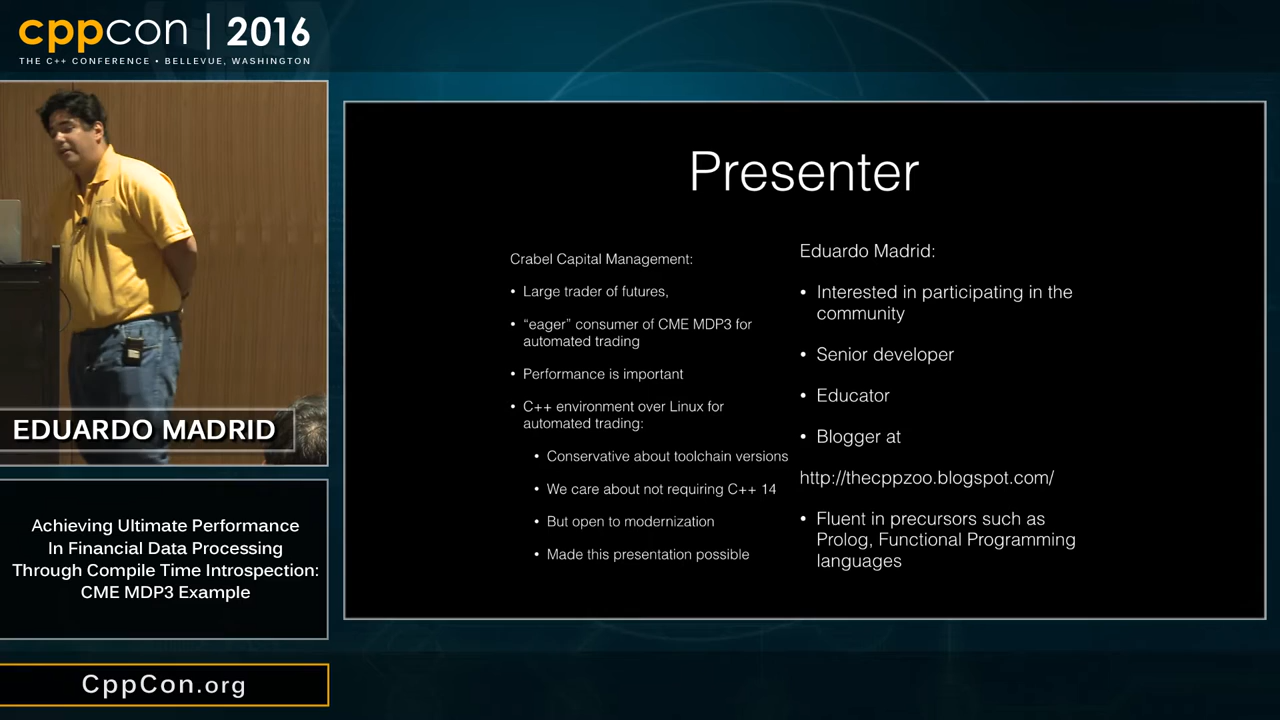 cppcon | 2016
THE C++ CONFERENCE • BELLEVUE, WASHINGTON
EDUARDO MADRID
Achieving Ultimate Performance
In Financial Data Processing
Through Compile Time Introspection:
CME MDP3 Example
CppCon.org
Presenter
Crabel Capital Management:
• Large trader of futures,
• “eager” consumer of CME MDP3 for
automated trading
• Performance is important
• C++ environment over Linux for
automated trading:
• Conservative about toolchain versions
• We care about not requiring C++ 14
• But open to modernization
• Made this presentation possible
Eduardo Madrid:
• Interested in participating in the
community
• Senior developer
• Educator
• Blogger at
http://thecppzoo.blogspot.com/
• Fluent in precursors such as
Prolog, Functional Programming
languages